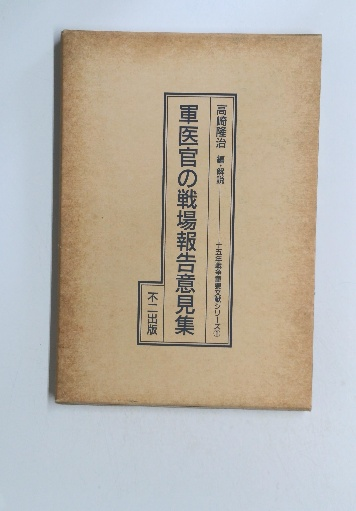 高崎隆治 編・解説――十五年戦争重要文献シリーズ①
軍医官の戦場報告意見集
不二出版